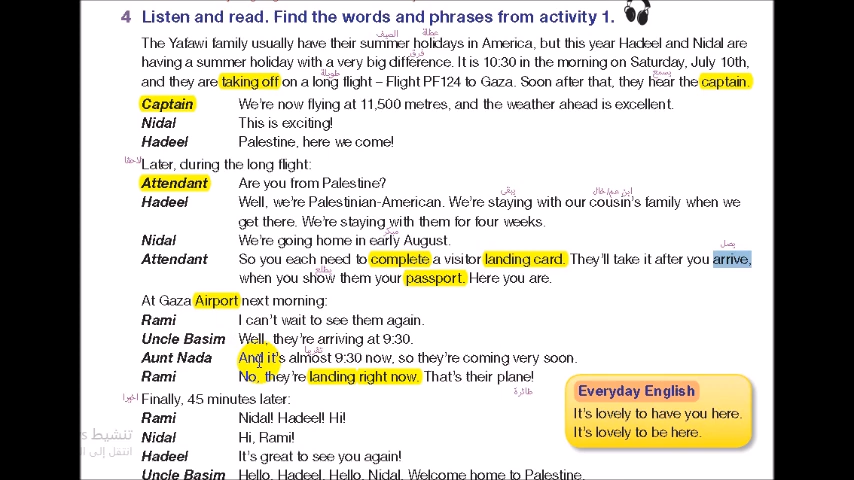 4 Listen and read. Find the words and phrases from activity 1.
الصيف عطلة
The Yafawi family usually have their summer holidays in America, but this year Hadeel and Nidal are
فرق
having a summer holiday with a very big difference. It is 10:30 in the morning on Saturday, July 10th,
طويلة يسمع
and they are taking off on a long flight – Flight PF124 to Gaza. Soon after that, they hear the captain.
Captain We're now flying at 11,500 metres, and the weather ahead is excellent.
Nidal This is exciting!
Hadeel Palestine, here we come!
لاحقا Later, during the long flight:
Attendant Are you from Palestine?
يبقى ابن عم/خال
Hadeel Well, we're Palestinian-American. We're staying with our cousin's family when we
get there. We're staying with them for four weeks.
مبكر
Nidal We're going home in early August.
يصل
Attendant So you each need to complete a visitor landing card. They'll take it after you arrive,
يطلع
when you show them your passport. Here you are.
At Gaza Airport next morning:
Rami I can't wait to see them again.
Uncle Basim Well, they're arriving at 9:30.
تقريبا
Aunt Nada And it's almost 9:30 now, so they're coming very soon.
Rami No, they're landing right now. That's their plane!
طائرة
اخيرا Finally, 45 minutes later:
Rami Nidal! Hadeel! Hi!
Nidal Hi, Rami!
Hadeel It's great to see you again!
Uncle Basim Hello, Hadeel. Hello, Nidal. Welcome home to Palestine.
Everyday English
It's lovely to have you here.
It's lovely to be here.
تنشيط s
انتقل إلى ال